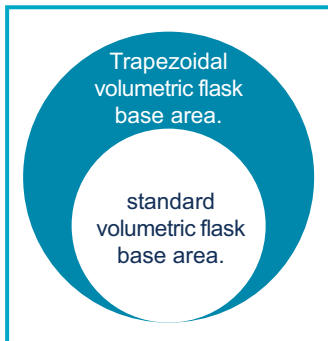 Trapezoidal
volumetric flask
base area.
standard
volumetric flask
base area.